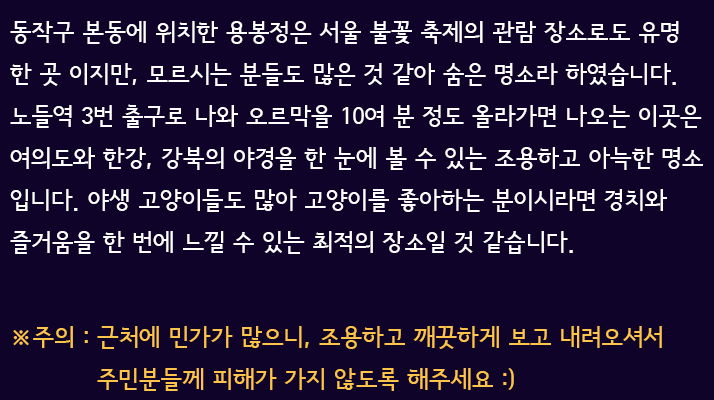 동작구 본동에 위치한 용봉정은 서울 불꽃 축제의 관람 장소로도 유명
한 곳 이지만, 모르시는 분들도 많은 것 같아 숨은 명소라 하였습니다.
노들역 3번 출구로 나와 오르막을 10여 분 정도 올라가면 나오는 이곳은
여의도와 한강, 강북의 야경을 한 눈에 볼 수 있는 조용하고 아늑한 명소
입니다. 야생 고양이들도 많아 고양이를 좋아하는 분이시라면 경치와
즐거움을 한 번에 느낄 수 있는 최적의 장소일 것 같습니다.
※주의 : 근처에 민가가 많으니, 조용하고 깨끗하게 보고 내려오셔서
주민분들께 피해가 가지 않도록 해주세요 :)